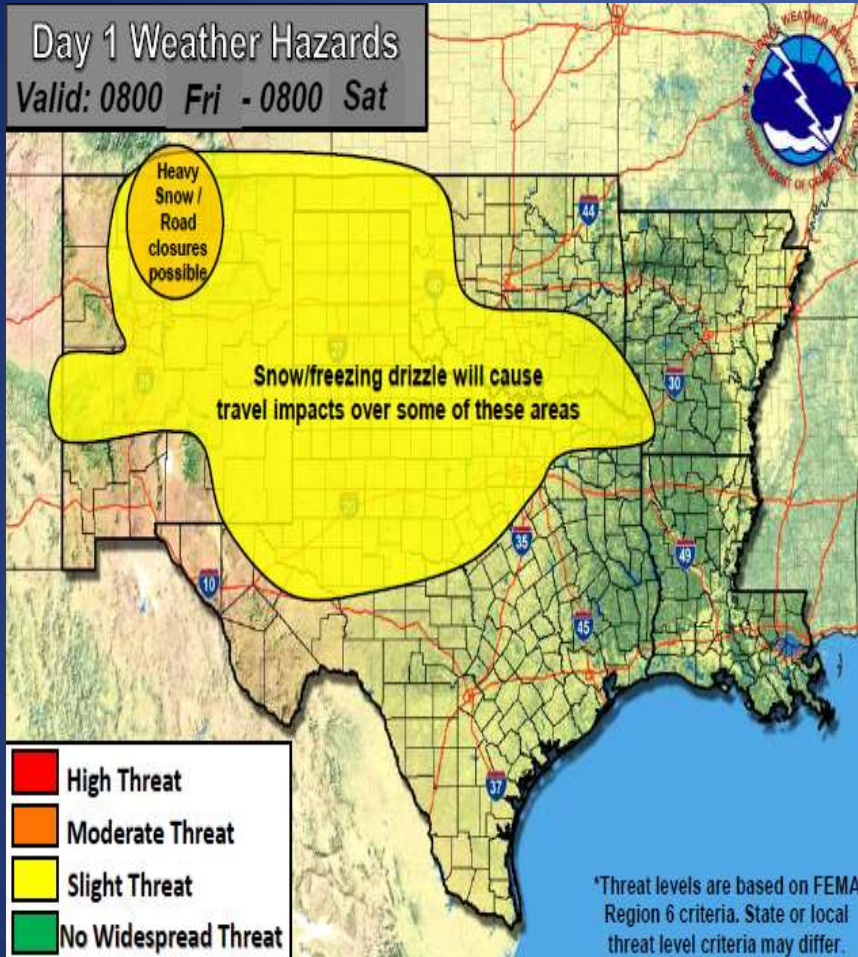 Day 1 Weather Hazards
Valid: 0800 Fri - 0800 Sat
NATIONAL WEATHER SERVICE
Heavy
Snow /
Road
closures
possible
44
Snow/freezing drizzle will cause
travel impacts over some of these areas
30
35
49
10
45
37
High Threat
Moderate Threat
Slight Threat
No Widespread Threat
*Threat levels are based on FEMA
Region 6 criteria. State or local
threat level criteria may differ.